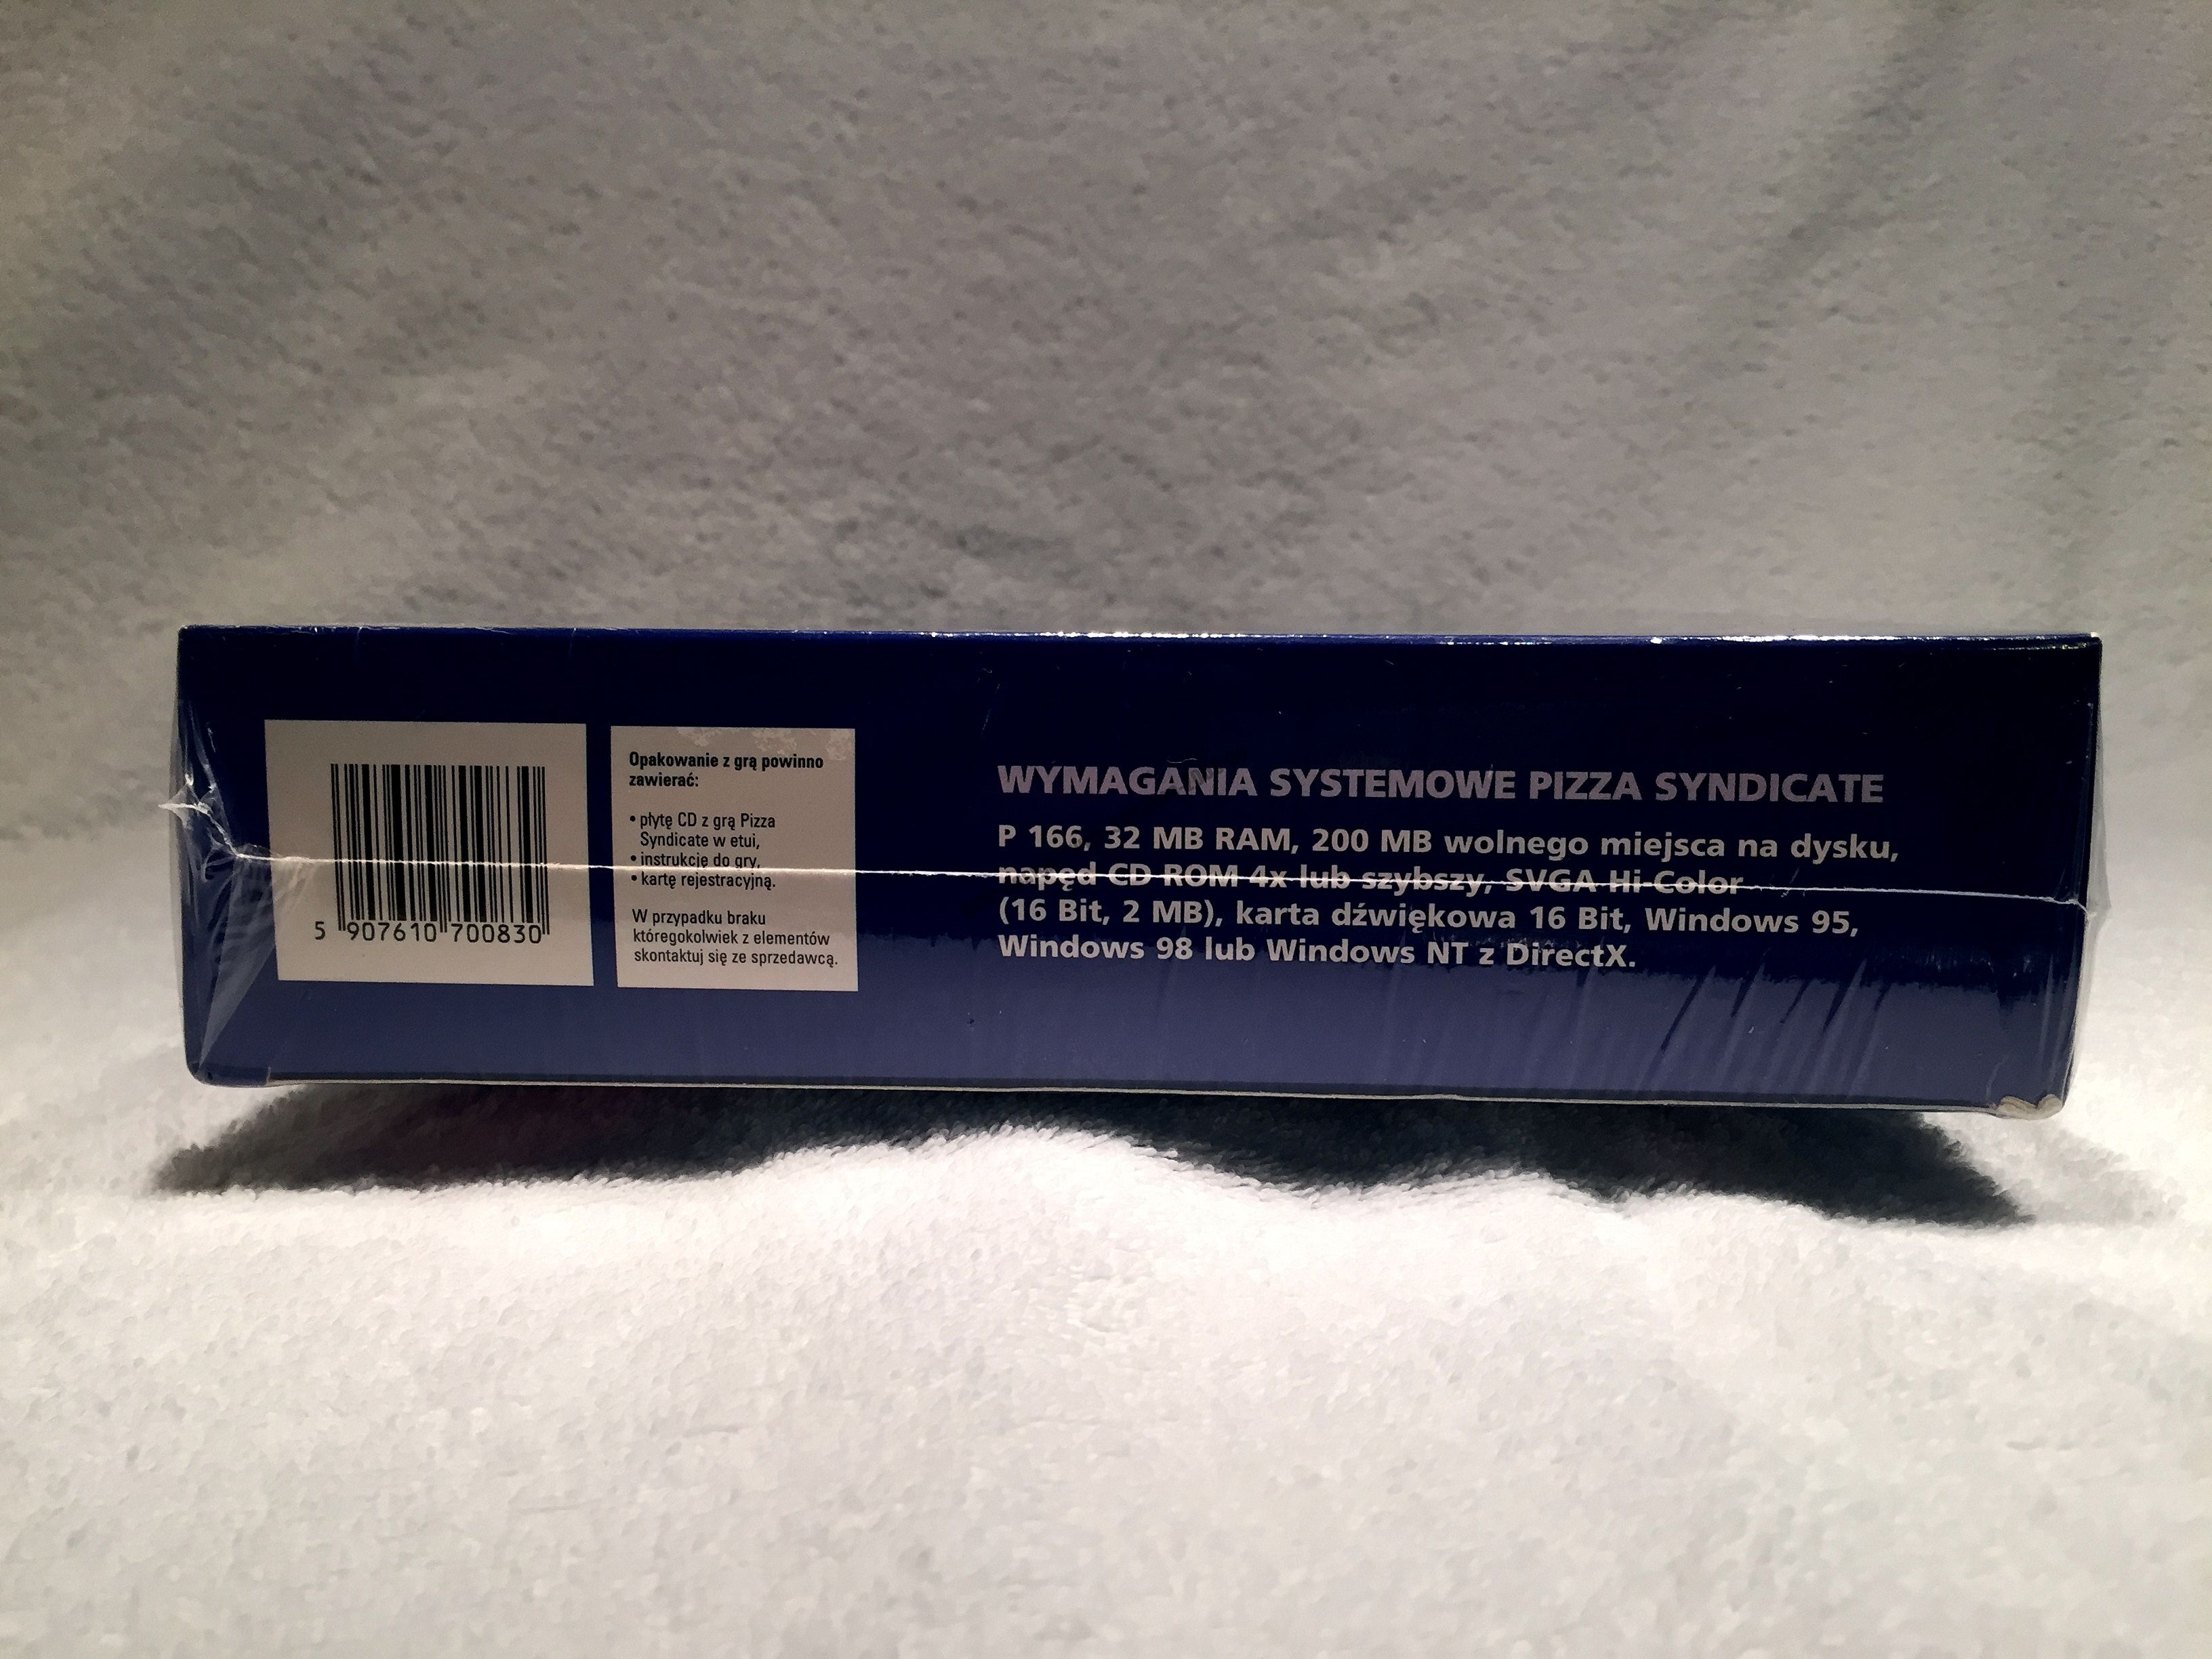 5 907610 700830
Opakowanie z grą powinno
zawierać:
• płytę CD z grą Pizza
Syndicate w etui,
• instrukcję do gry,
• kartę rejestracyjną.
W przypadku braku
któregokolwiek z elementów
skontaktuj się ze sprzedawcą.
WYMAGANIA SYSTEMOWE PIZZA SYNDICATE
P 166, 32 MB RAM, 200 MB wolnego miejsca na dysku,
napęd CD ROM 4x lub szybszy, SVGA Hi-Color
(16 Bit, 2 MB), karta dźwiękowa 16 Bit, Windows 95,
Windows 98 lub Windows NT z DirectX.